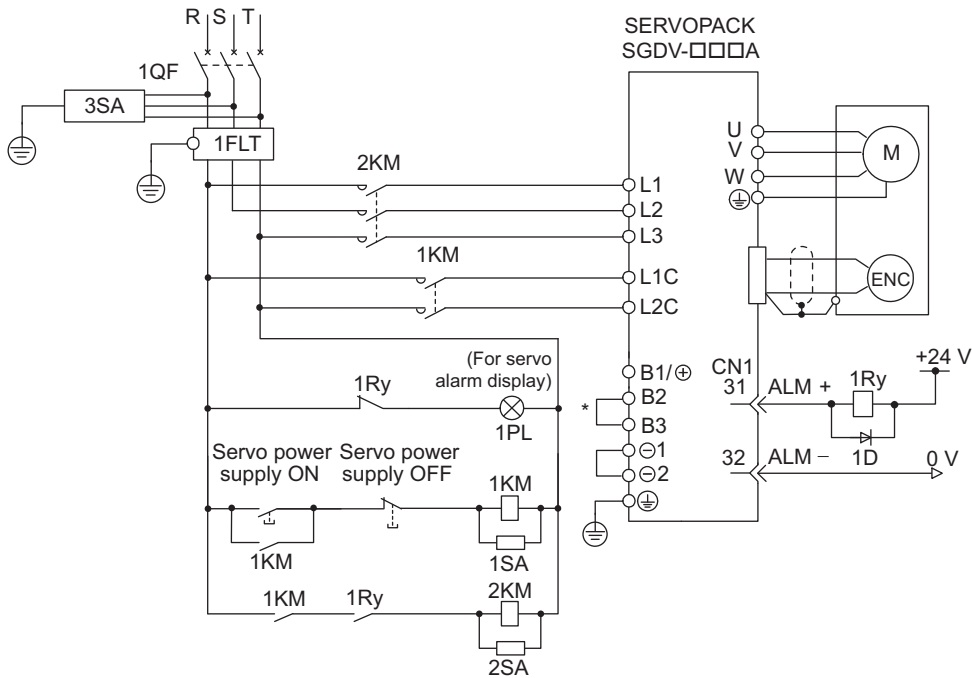 R S T
SERVOPACK
SGDV-□□□A
1QF
3SA
1FLT
U
V
W
M
2KM
L1
L2
L3
1KM
L1C
L2C
ENC
(For servo
alarm display)
1Ry
1PL
B1/⊕
B2
* B3
⊖1
⊖2
CN1
31 ALM +
1Ry
+24 V
1D
32 ALM −
0 V
Servo power
supply ON
Servo power
supply OFF
1KM
1KM
1SA
1KM
1Ry
2KM
2SA